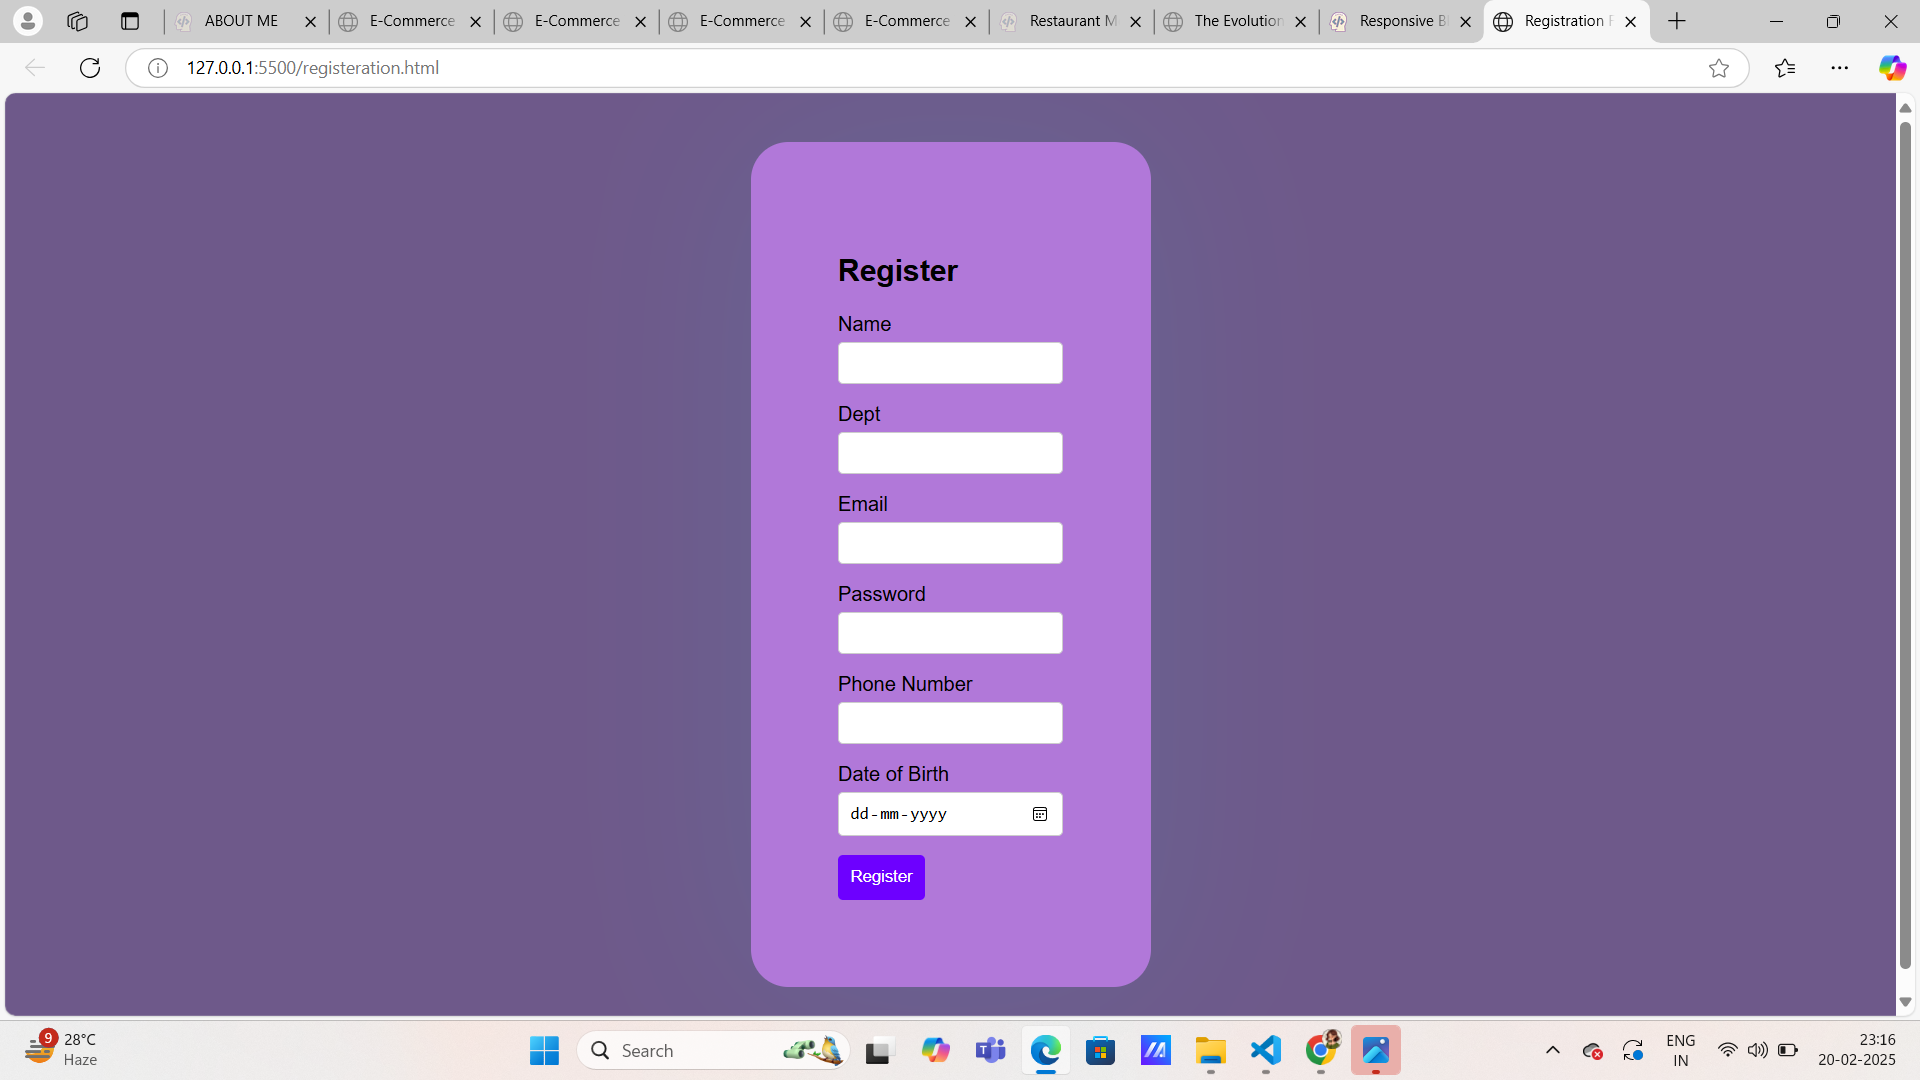 ABOUT ME
E-Commerce
E-Commerce
E-Commerce
E-Commerce
Restaurant M
The Evolution
Responsive B
Registration F
127.0.0.1:5500/registeration.html
Register
Name
Dept
Email
Password
Phone Number
Date of Birth
dd-mm-yyyy
Register
9
28°C
Haze
Search
ENG
IN
23:16
20-02-2025